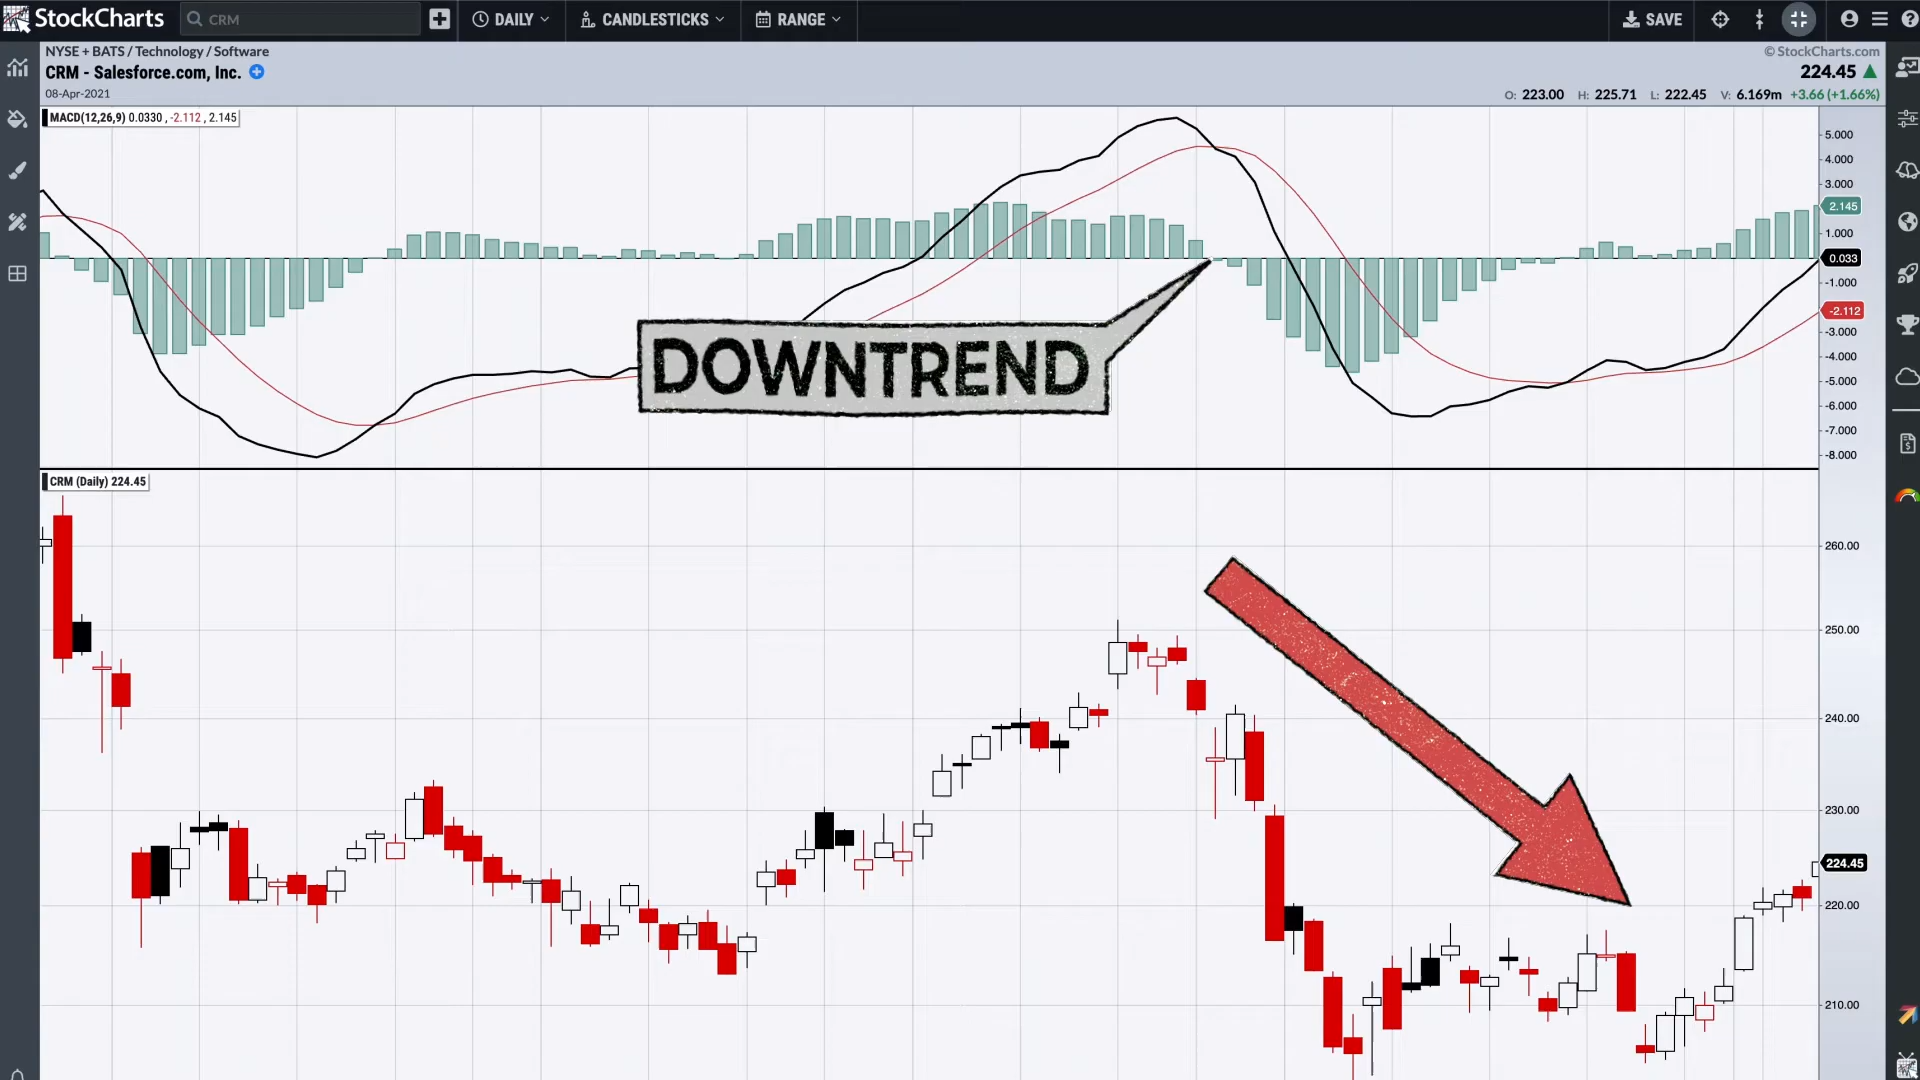 StockCharts
CRM
DAILY
CANDLESTICKS
RANGE
SAVE
NYSE + BATS / Technology / Software
© StockCharts.com
CRM - Salesforce.com, Inc.
224.45
08-Apr-2021
O: 223.00 H: 225.71 L: 222.45 V: 6.169m +3.66 (+1.66%)
MACD(12,26,9) 0.0330 , -2.112 , 2.145
5.000
4.000
3.000
2.145
1.000
0.033
-1.000
-2.112
-3.000
-4.000
-5.000
-6.000
-7.000
-8.000
DOWNTREND
CRM (Daily) 224.45
260.00
250.00
240.00
230.00
224.45
220.00
210.00